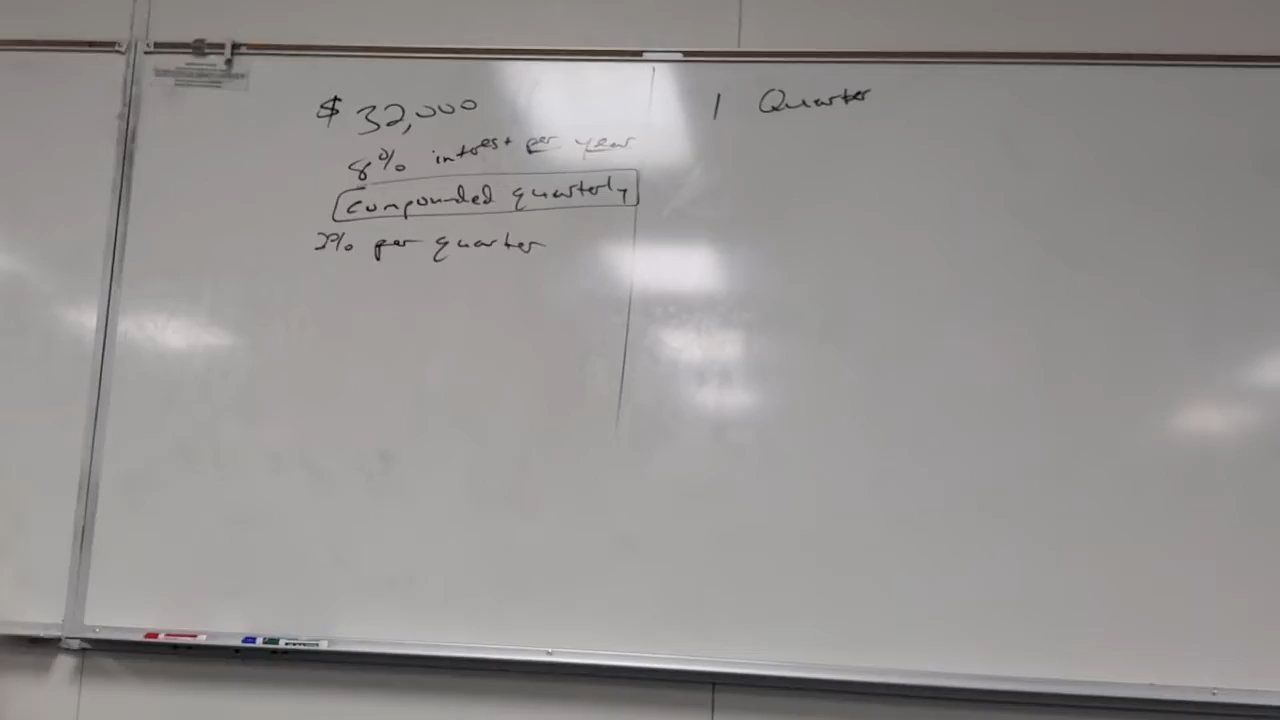 $ 32,000
8% interest per year
compounded quarterly
2% per quarter
1 Quarter